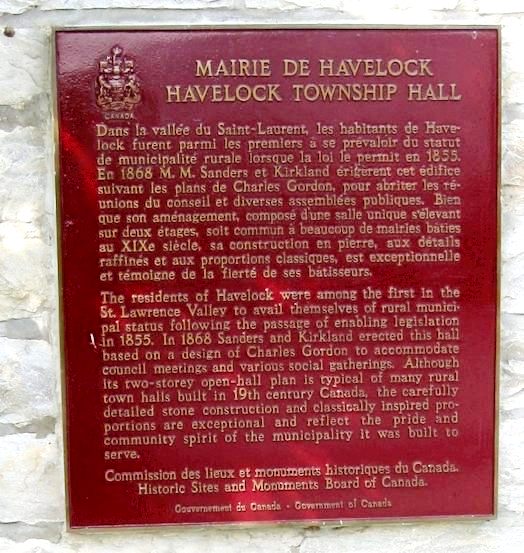 CANADA
MAIRIE DE HAVELOCK
HAVELOCK TOWNSHIP HALL
Dans la vallée du Saint-Laurent, les habitants de Have-
lock furent parmi les premiers à se prévaloir du statut
de municipalité rurale lorsque la loi le permit en 1855.
En 1868 M. M. Sanders et Kirkland érigèrent cet édifice
suivant les plans de Charles Gordon, pour abriter les ré-
unions du conseil et diverses assemblées publiques. Bien
que son aménagement, composé d'une salle unique s'élevant
sur deux étages, soit commun à beaucoup de mairies bâties
au XIXe siècle, sa construction en pierre, aux détails
raffinés et aux proportions classiques, est exceptionnelle
et témoigne de la fierté de ses bâtisseurs.
The residents of Havelock were among the first in the
St. Lawrence Valley to avail themselves of rural munici-
pal status following the passage of enabling legislation
in 1855. In 1868 Sanders and Kirkland erected this hall
based on a design of Charles Gordon to accommodate
council meetings and various social gatherings. Although
its two-storey open-hall plan is typical of many rural
town halls built in 19th century Canada, the carefully
detailed stone construction and classically inspired pro-
portions are exceptional and reflect the pride and
community spirit of the municipality it was built to
serve.
Commission des lieux et monuments historiques du Canada.
Historic Sites and Monuments Board of Canada.
Gouvernement du Canada - Government of Canada